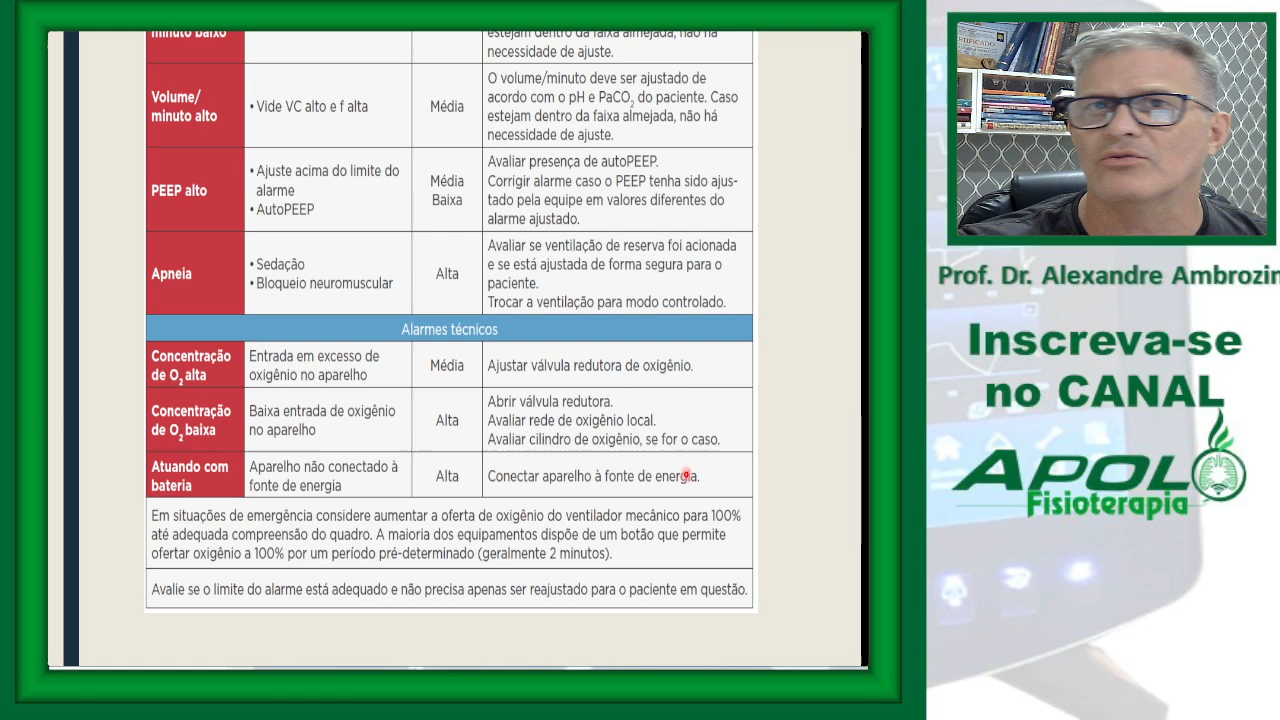 minuto baixo
estejam dentro da faixa almejada, não há
necessidade de ajuste.
Volume/
minuto alto
• Vide VC alto e f alta
Média
O volume/minuto deve ser ajustado de
acordo com o pH e PaCO2 do paciente. Caso
estejam dentro da faixa almejada, não há
necessidade de ajuste.
PEEP alto
• Ajuste acima do limite do
alarme
• AutoPEEP
Média
Baixa
Avaliar presença de autoPEEP.
Corrigir alarme caso o PEEP tenha sido ajus-
tado pela equipe em valores diferentes do
alarme ajustado.
Apneia
• Sedação
• Bloqueio neuromuscular
Alta
Avaliar se ventilação de reserva foi acionada
e se está ajustada de forma segura para o
paciente.
Trocar a ventilação para modo controlado.
Alarmes técnicos
Concentração
de O2 alta
Entrada em excesso de
oxigênio no aparelho
Média
Ajustar válvula redutora de oxigênio.
Concentração
de O2 baixa
Baixa entrada de oxigênio
no aparelho
Alta
Abrir válvula redutora.
Avaliar rede de oxigênio local.
Avaliar cilindro de oxigênio, se for o caso.
Atuando com
bateria
Aparelho não conectado à
fonte de energia
Alta
Conectar aparelho à fonte de energia.
Em situações de emergência considere aumentar a oferta de oxigênio do ventilador mecânico para 100%
até adequada compreensão do quadro. A maioria dos equipamentos dispõe de um botão que permite
ofertar oxigênio a 100% por um período pré-determinado (geralmente 2 minutos).
Avalie se o limite do alarme está adequado e não precisa apenas ser reajustado para o paciente em questão.
Prof. Dr. Alexandre Ambrozin
Inscreva-se
no CANAL
APOLO
Fisioterapia